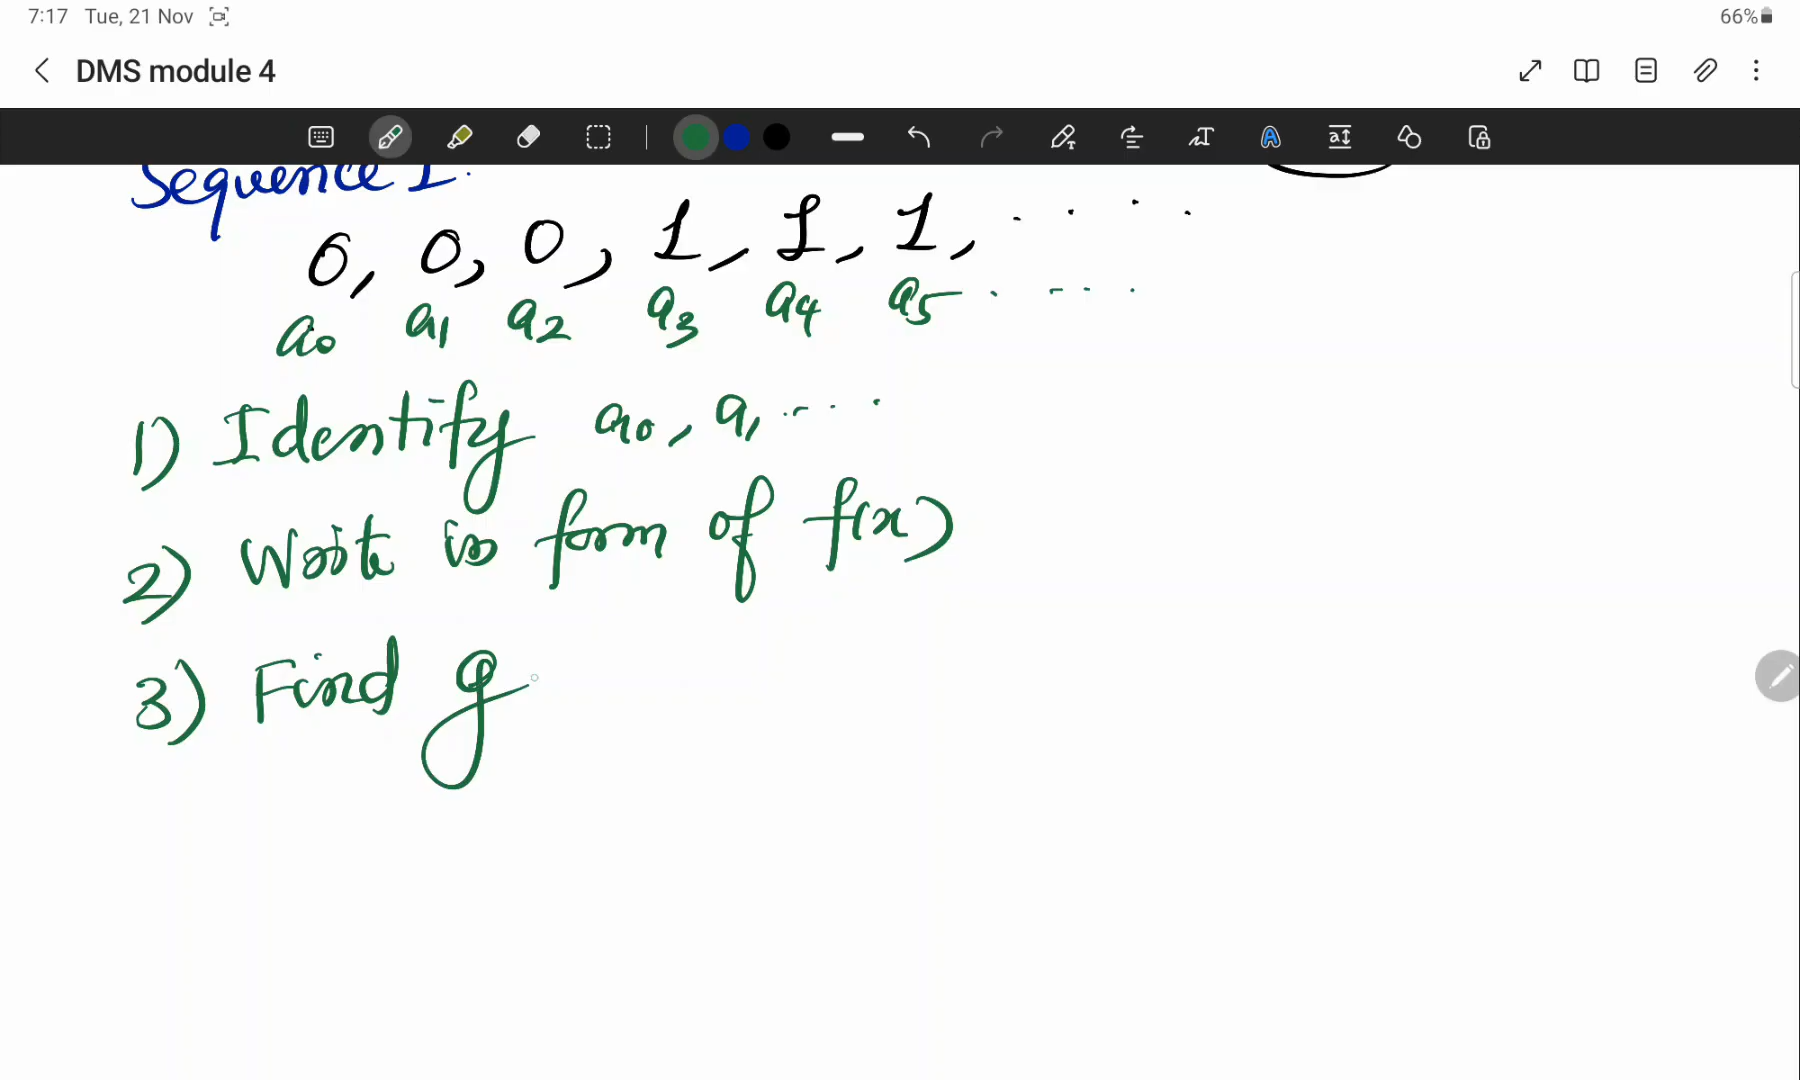 7:17 Tue, 21 Nov 66%
DMS module 4
Sequence 1.
0, 0, 0, 1, 1, 1, ....
a0 a1 a2 a3 a4 a5 ....
1) Identify a0, a1 ....
2) Write in form of f(x)
3) Find g